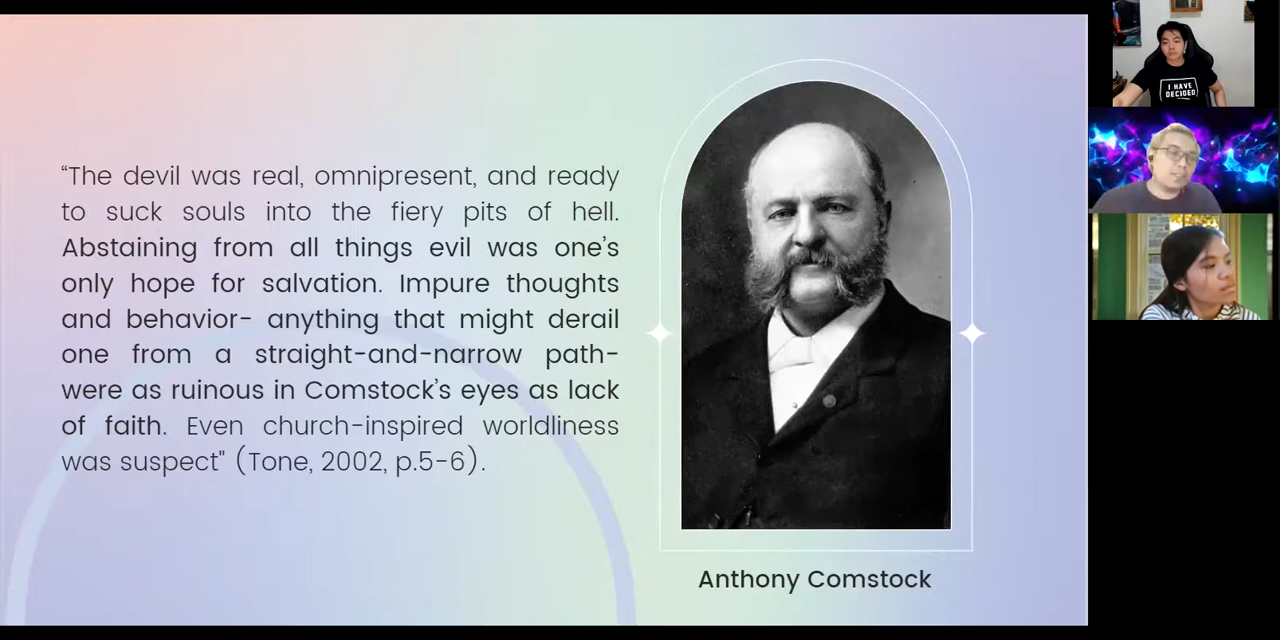 “The devil was real, omnipresent, and ready
to suck souls into the fiery pits of hell.
Abstaining from all things evil was one’s
only hope for salvation. Impure thoughts
and behavior- anything that might derail
one from a straight-and-narrow path-
were as ruinous in Comstock’s eyes as lack
of faith. Even church-inspired worldliness
was suspect" (Tone, 2002, p.5-6).
Anthony Comstock
I HAVE
DECIDED